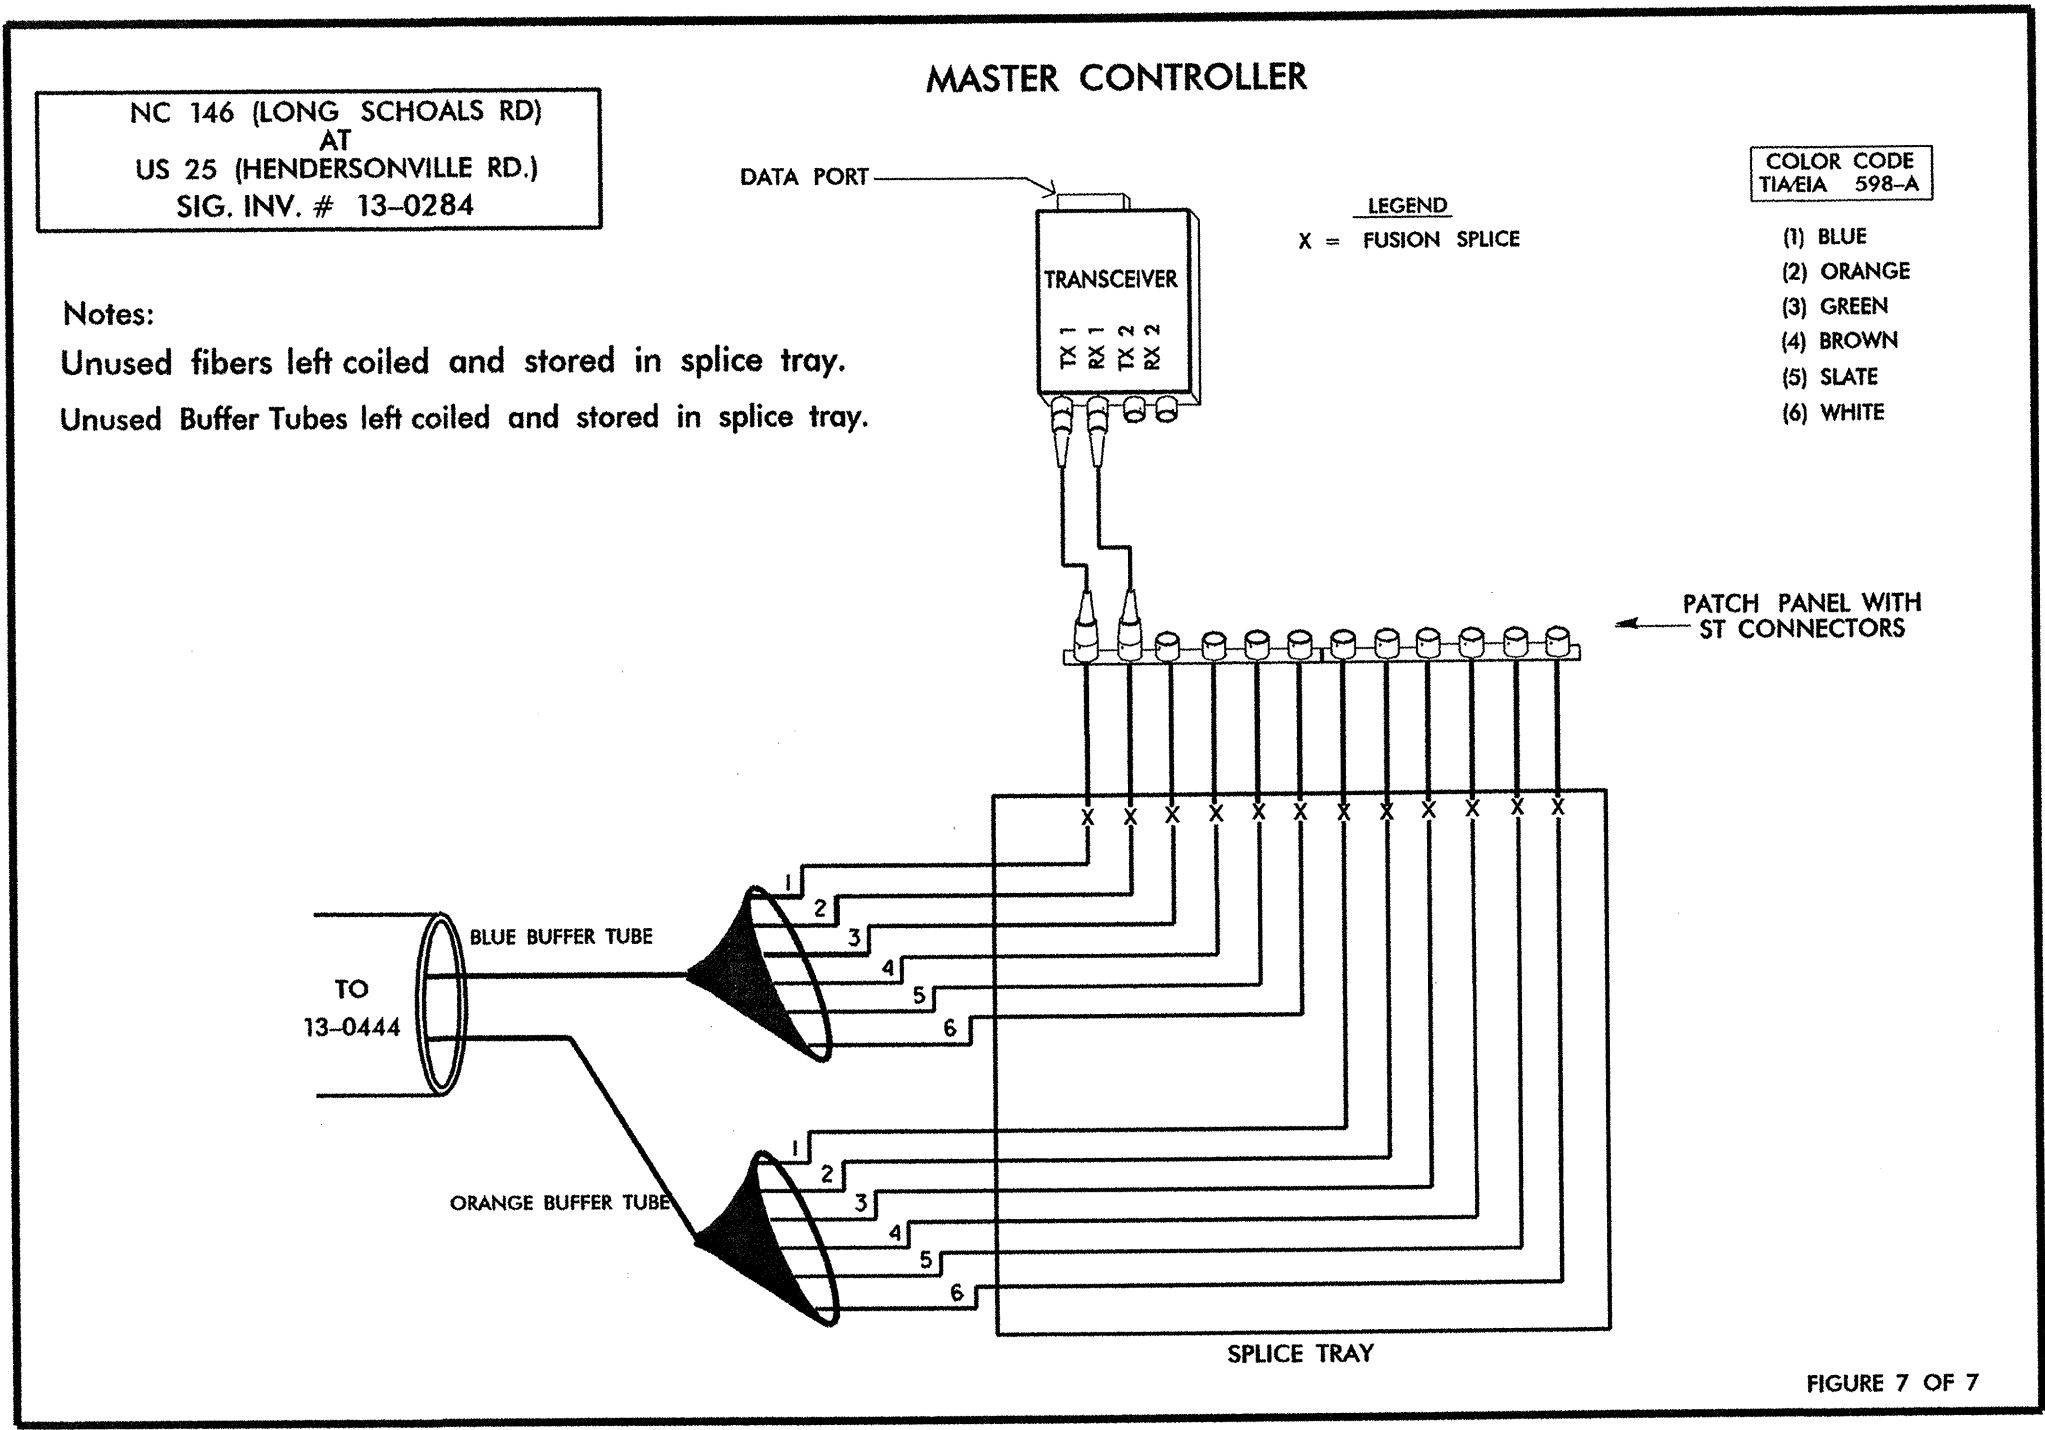 MASTER CONTROLLER
NC 146 (LONG SCHOALS RD)
AT
US 25 (HENDERSONVILLE RD.)
SIG. INV. # 13-0284
Notes:
Unused fibers left coiled and stored in splice tray.
Unused Buffer Tubes left coiled and stored in splice tray.
DATA PORT
TRANSCEIVER
TX 1
RX 1
TX 2
RX 2
LEGEND
X = FUSION SPLICE
COLOR CODE
TIA/EIA 598-A
(1) BLUE
(2) ORANGE
(3) GREEN
(4) BROWN
(5) SLATE
(6) WHITE
PATCH PANEL WITH
ST CONNECTORS
X X X X X X X X X X X X
BLUE BUFFER TUBE
1
2
3
4
5
6
TO
13-0444
ORANGE BUFFER TUBE
1
2
3
4
5
6
SPLICE TRAY
FIGURE 7 OF 7